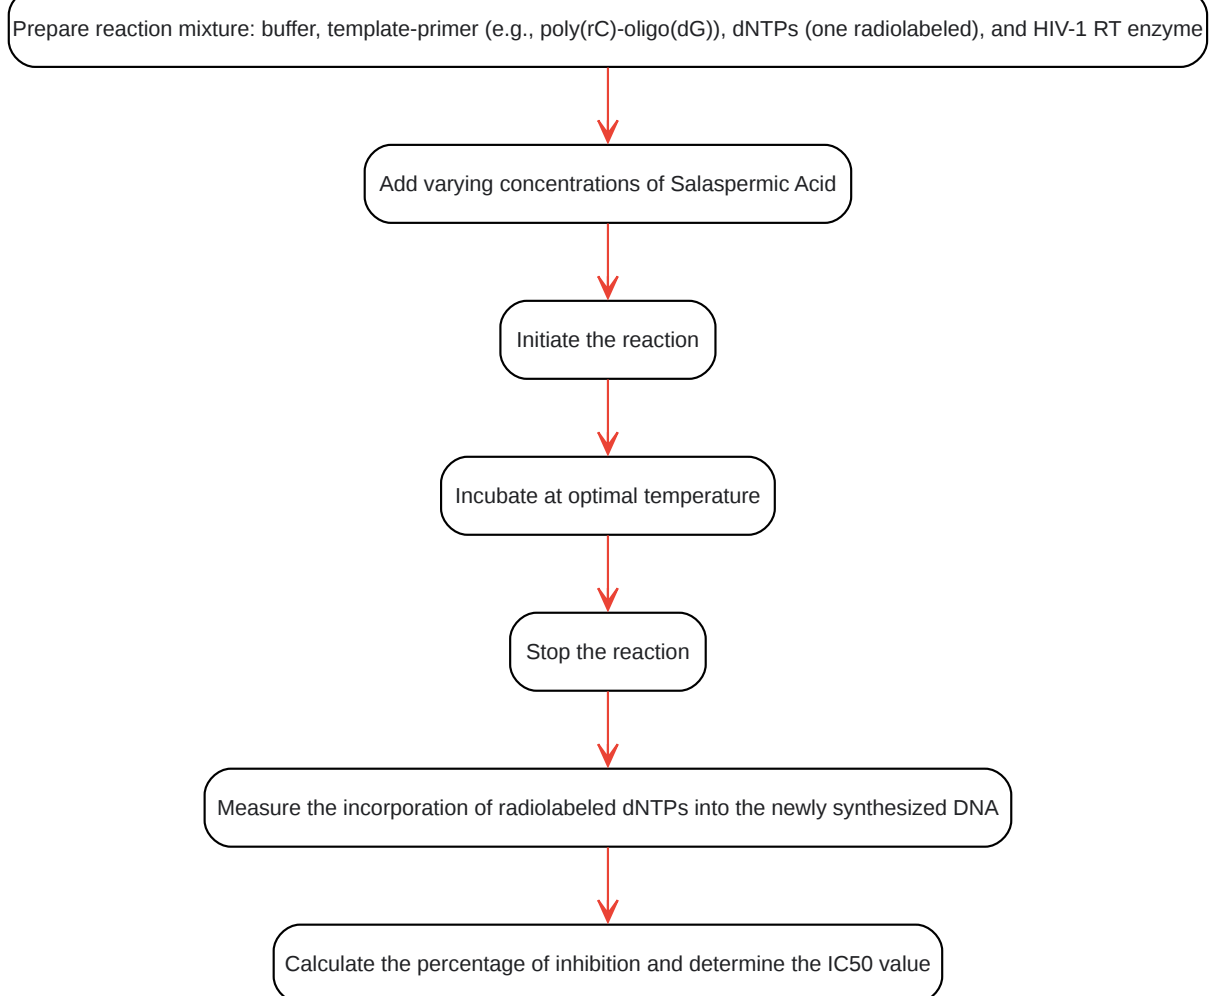 Prepare reaction mixture: buffer, template-primer (e.g., poly(rC)-oligo(dG)), dNTPs (one radiolabeled), and HIV-1 RT enzyme
Add varying concentrations of Salaspermic Acid
Initiate the reaction
Incubate at optimal temperature
Stop the reaction
Measure the incorporation of radiolabeled dNTPs into the newly synthesized DNA
Calculate the percentage of inhibition and determine the IC50 value